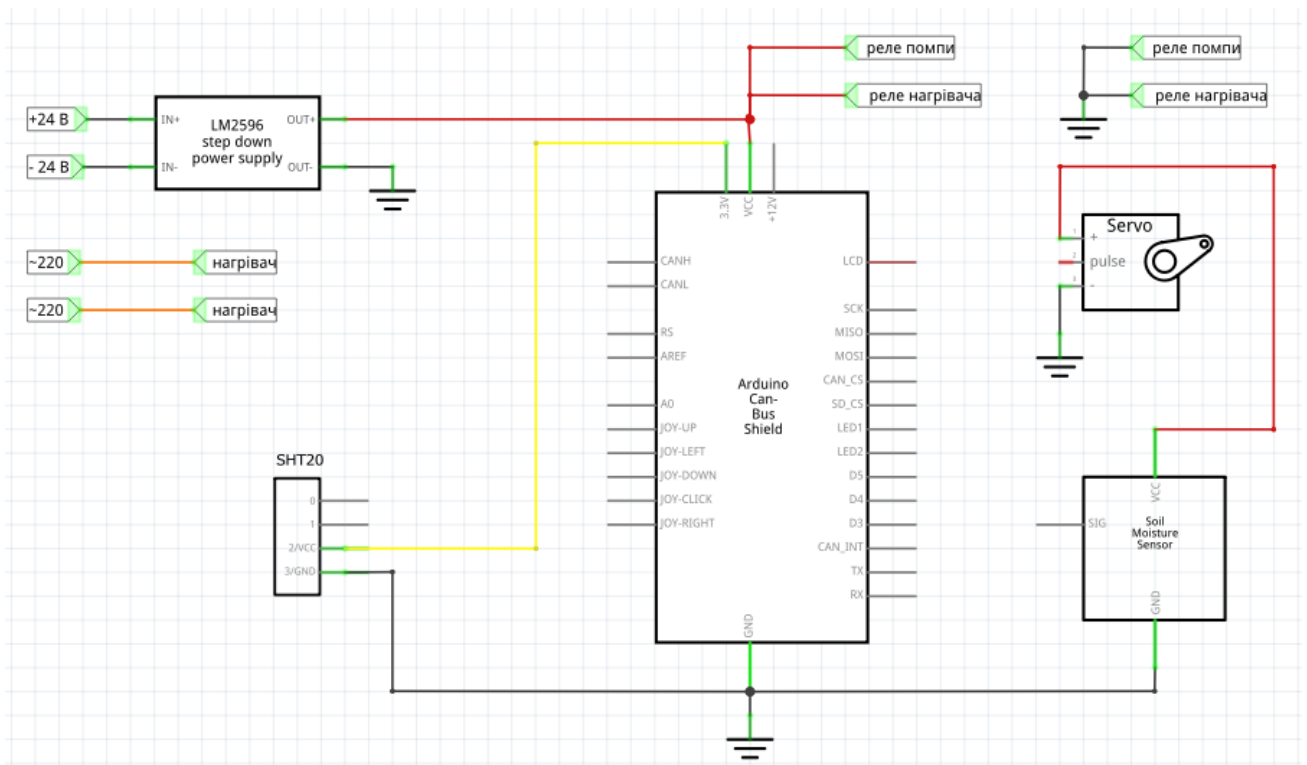 реле помпи
реле помпи
реле нагрівача
реле нагрівача
+24 В
IN+
LM2596
step down
power supply
OUT+
- 24 В
IN-
OUT-
3.3V
VCC
+12V
Servo
1
+
2
pulse
3
-
~220
нагрівач
~220
нагрівач
CANH
CANL
RS
AREF
A0
JOY-UP
JOY-LEFT
JOY-DOWN
JOY-CLICK
JOY-RIGHT
Arduino
Can-
Bus
Shield
LCD
SCK
MISO
MOSI
CAN_CS
SD_CS
LED1
LED2
D5
D4
D3
CAN_INT
TX
RX
GND
SHT20
0
1
2/VCC
3/GND
VCC
SIG
Soil
Moisture
Sensor
GND